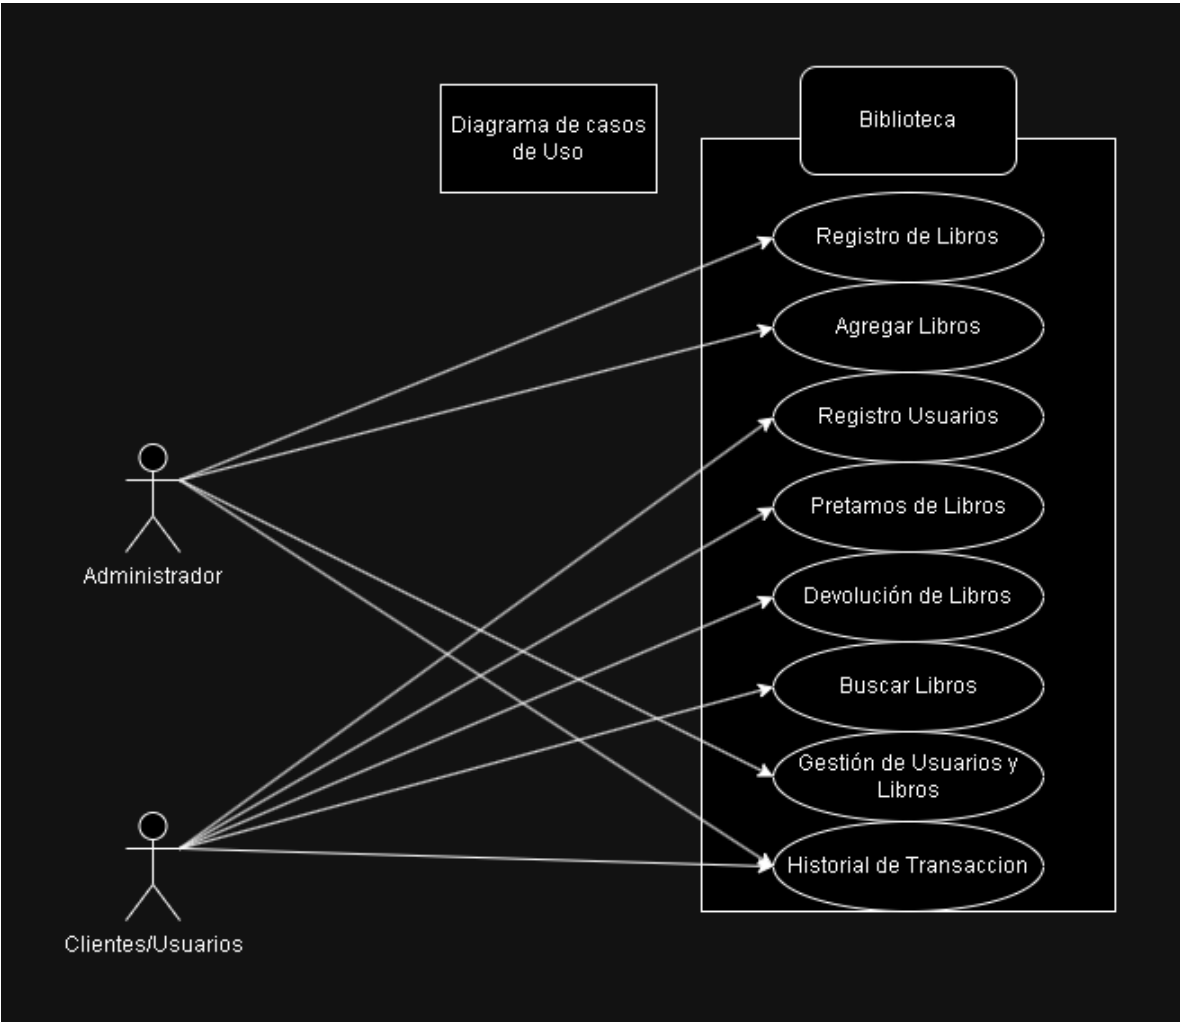 Diagrama de casos
de Uso
Biblioteca
Registro de Libros
Agregar Libros
Registro Usuarios
Pretamos de Libros
Devolución de Libros
Buscar Libros
Gestión de Usuarios y
Libros
Historial de Transaccion
Administrador
Clientes/Usuarios